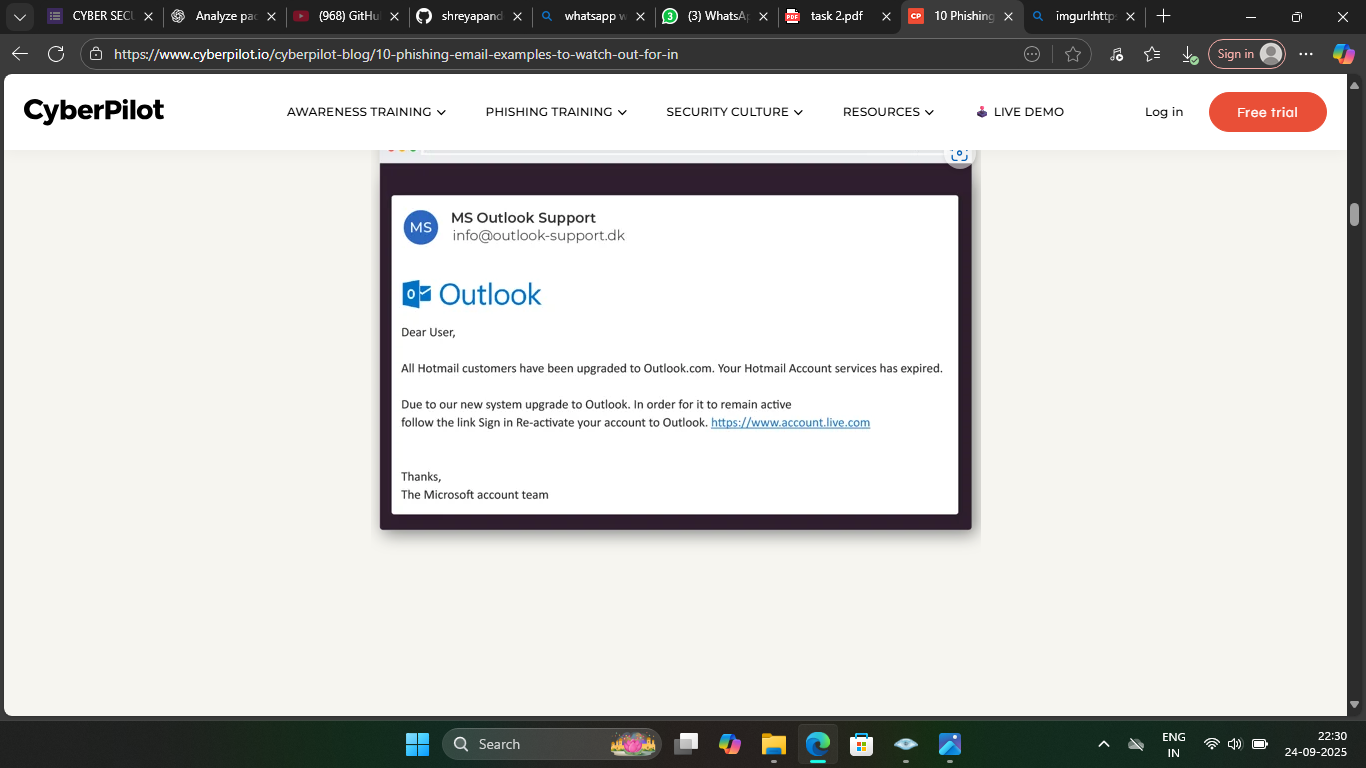 CYBER SECU
Analyze pac
(968) GitHu
shreyapand
whatsapp w
(3) WhatsA
task 2.pdf
10 Phishing
imgurl:http
https://www.cyberpilot.io/cyberpilot-blog/10-phishing-email-examples-to-watch-out-for-in
Sign in
CyberPilot
AWARENESS TRAINING
PHISHING TRAINING
SECURITY CULTURE
RESOURCES
LIVE DEMO
Log in
Free trial
MS
MS Outlook Support
info@outlook-support.dk
Outlook
Dear User,
All Hotmail customers have been upgraded to Outlook.com. Your Hotmail Account services has expired.
Due to our new system upgrade to Outlook. In order for it to remain active
follow the link Sign in Re-activate your account to Outlook. https://www.account.live.com
Thanks,
The Microsoft account team
Search
ENG
IN
22:30
24-09-2025